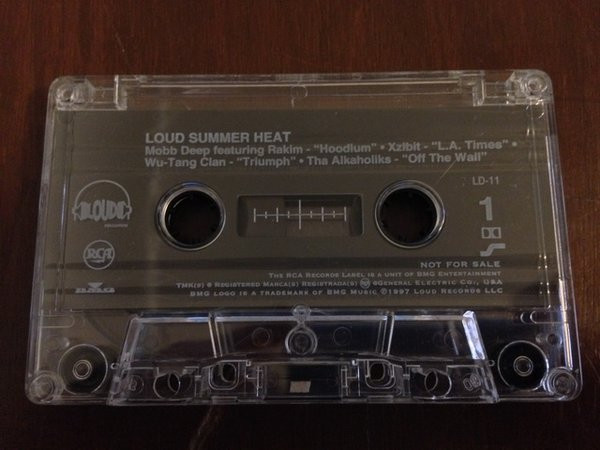 LOUD SUMMER HEAT
Mobb Deep featuring Rakim - “Hoodlum” • Xzibit - “L.A. Times” •
Wu-Tang Clan - “Triumph” • Tha Alkaholiks - “Off The Wall”
LD-11
LOUD
1
RCA
NOT FOR SALE
The RCA Records Label is a unit of BMG Entertainment
TMK(s) ® Registered Marca(s) Registrada(s) General Electric Co., USA
BMG logo is a trademark of BMG Music ©1997 Loud Records LLC